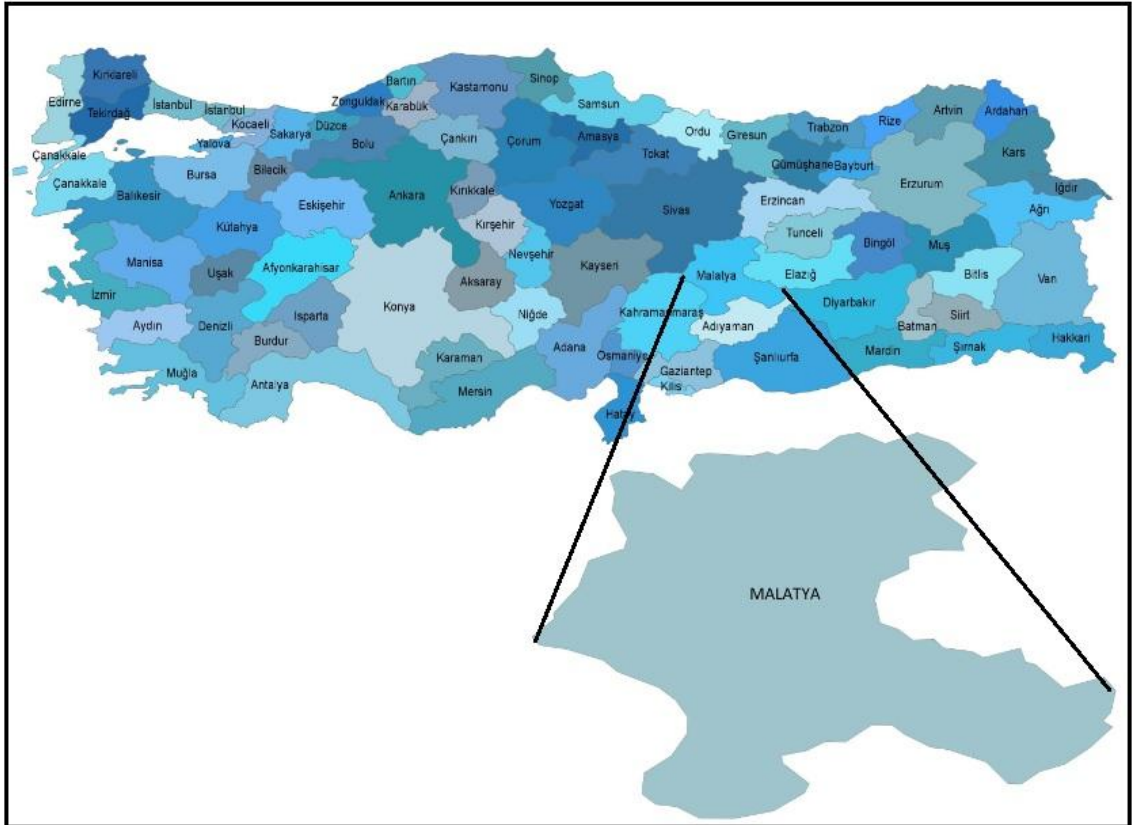 Kırklareli
Edirne
Tekirdağ
İstanbul
İstanbul
Kocaeli
Yalova
Sakarya
Düzce
Zonguldak
Bartın
Karabük
Kastamonu
Sinop
Samsun
Çankırı
Çorum
Amasya
Ordu
Giresun
Trabzon
Rize
Artvin
Ardahan
Kars
Gümüşhane
Bayburt
Tokat
Bolu
Bilecik
Bursa
Çanakkale
Çanakkale
Balıkesir
Kütahya
Eskişehir
Ankara
Kırıkkale
Kırşehir
Yozgat
Sivas
Erzincan
Erzurum
Iğdır
Ağrı
Tunceli
Bingöl
Muş
Bitlis
Van
Elazığ
Malatya
Kayseri
Nevşehir
Aksaray
Konya
Afyonkarahisar
Uşak
Manisa
İzmir
Aydın
Denizli
Isparta
Burdur
Muğla
Antalya
Karaman
Mersin
Niğde
Adana
Osmaniye
Kahramanmaraş
Adıyaman
Diyarbakır
Batman
Siirt
Şırnak
Hakkari
Mardin
Şanlıurfa
Gaziantep
Kilis
Hatay
MALATYA